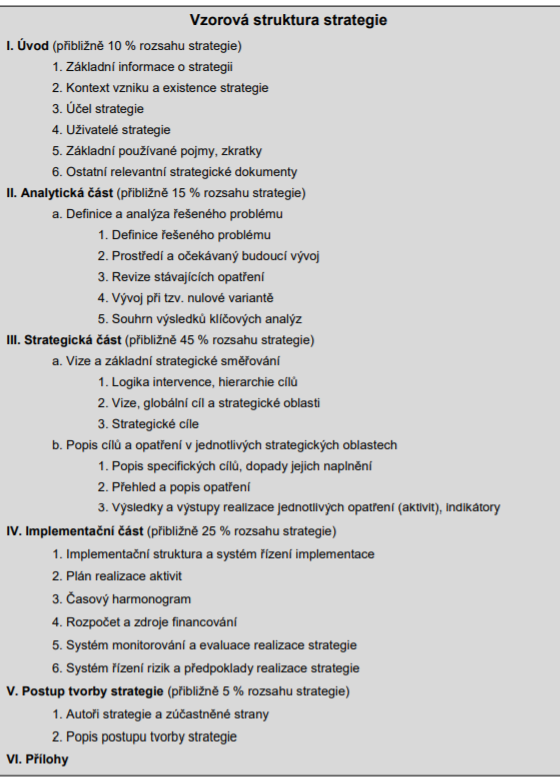 Vzorová struktura strategie
I. Úvod (přibližně 10 % rozsahu strategie)
1. Základní informace o strategii
2. Kontext vzniku a existence strategie
3. Účel strategie
4. Uživatelé strategie
5. Základní používané pojmy, zkratky
6. Ostatní relevantní strategické dokumenty
II. Analytická část (přibližně 15 % rozsahu strategie)
a. Definice a analýza řešeného problému
1. Definice řešeného problému
2. Prostředí a očekávaný budoucí vývoj
3. Revize stávajících opatření
4. Vývoj při tzv. nulové variantě
5. Souhrn výsledků klíčových analýz
III. Strategická část (přibližně 45 % rozsahu strategie)
a. Vize a základní strategické směřování
1. Logika intervence, hierarchie cílů
2. Vize, globální cíl a strategické oblasti
3. Strategické cíle
b. Popis cílů a opatření v jednotlivých strategických oblastech
1. Popis specifických cílů, dopady jejich naplnění
2. Přehled a popis opatření
3. Výsledky a výstupy realizace jednotlivých opatření (aktivit), indikátory
IV. Implementační část (přibližně 25 % rozsahu strategie)
1. Implementační struktura a systém řízení implementace
2. Plán realizace aktivit
3. Časový harmonogram
4. Rozpočet a zdroje financování
5. Systém monitorování a evaluace realizace strategie
6. Systém řízení rizik a předpoklady realizace strategie
V. Postup tvorby strategie (přibližně 5 % rozsahu strategie)
1. Autoři strategie a zúčastněné strany
2. Popis postupu tvorby strategie
VI. Přílohy